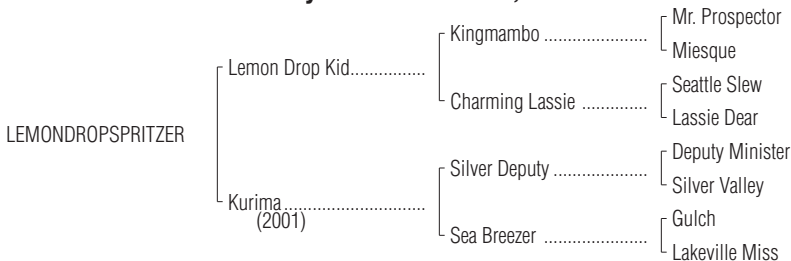 Mr. Prospector
Kingmambo ....................
Miesque
Lemon Drop Kid................
Seattle Slew
Charming Lassie .............
Lassie Dear
LEMONDROPSPRITZER
Deputy Minister
Silver Deputy ..................
Silver Valley
Kurima..............................
(2001)
Gulch
Sea Breezer ....................
Lakeville Miss